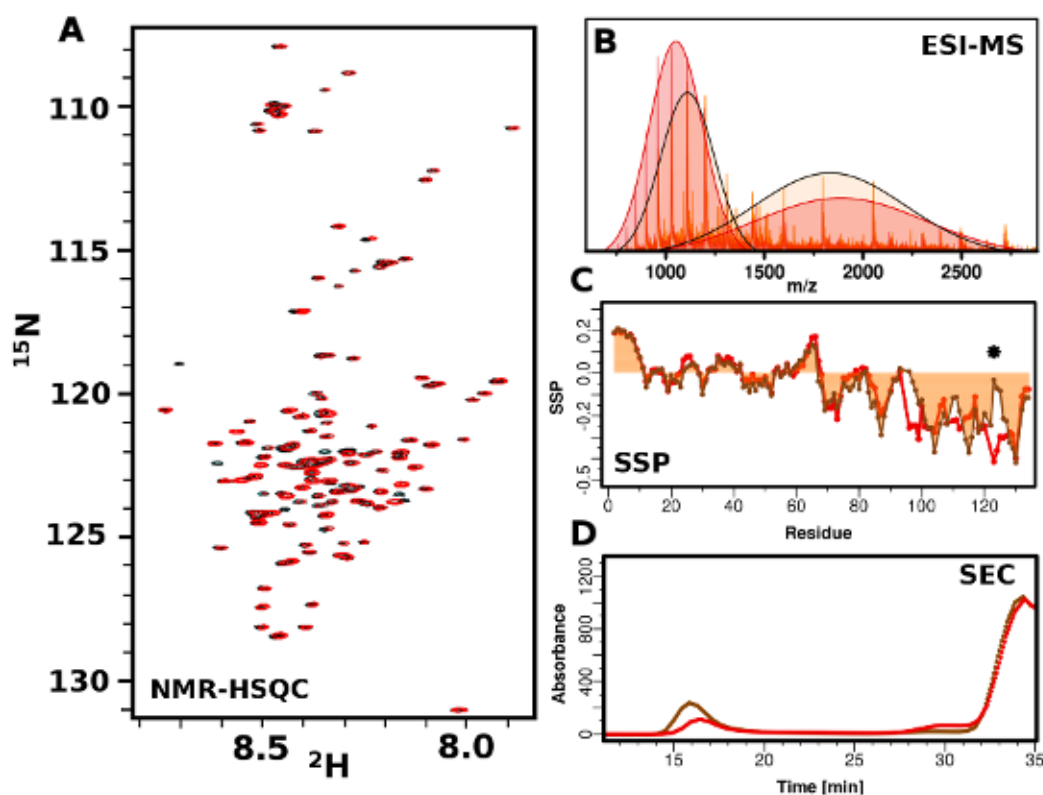 A
110
115
120
125
130
15N
8.5
8.0
2H
NMR-HSQC
B
ESI-MS
1000
1500
2000
2500
m/z
C
0.2
0.0
-0.2
-0.5
SSP
*
SSP
0
20
40
60
80
100
120
Residue
D
SEC
1200
800
400
0
Absorbance
15
20
25
30
35
Time [min]